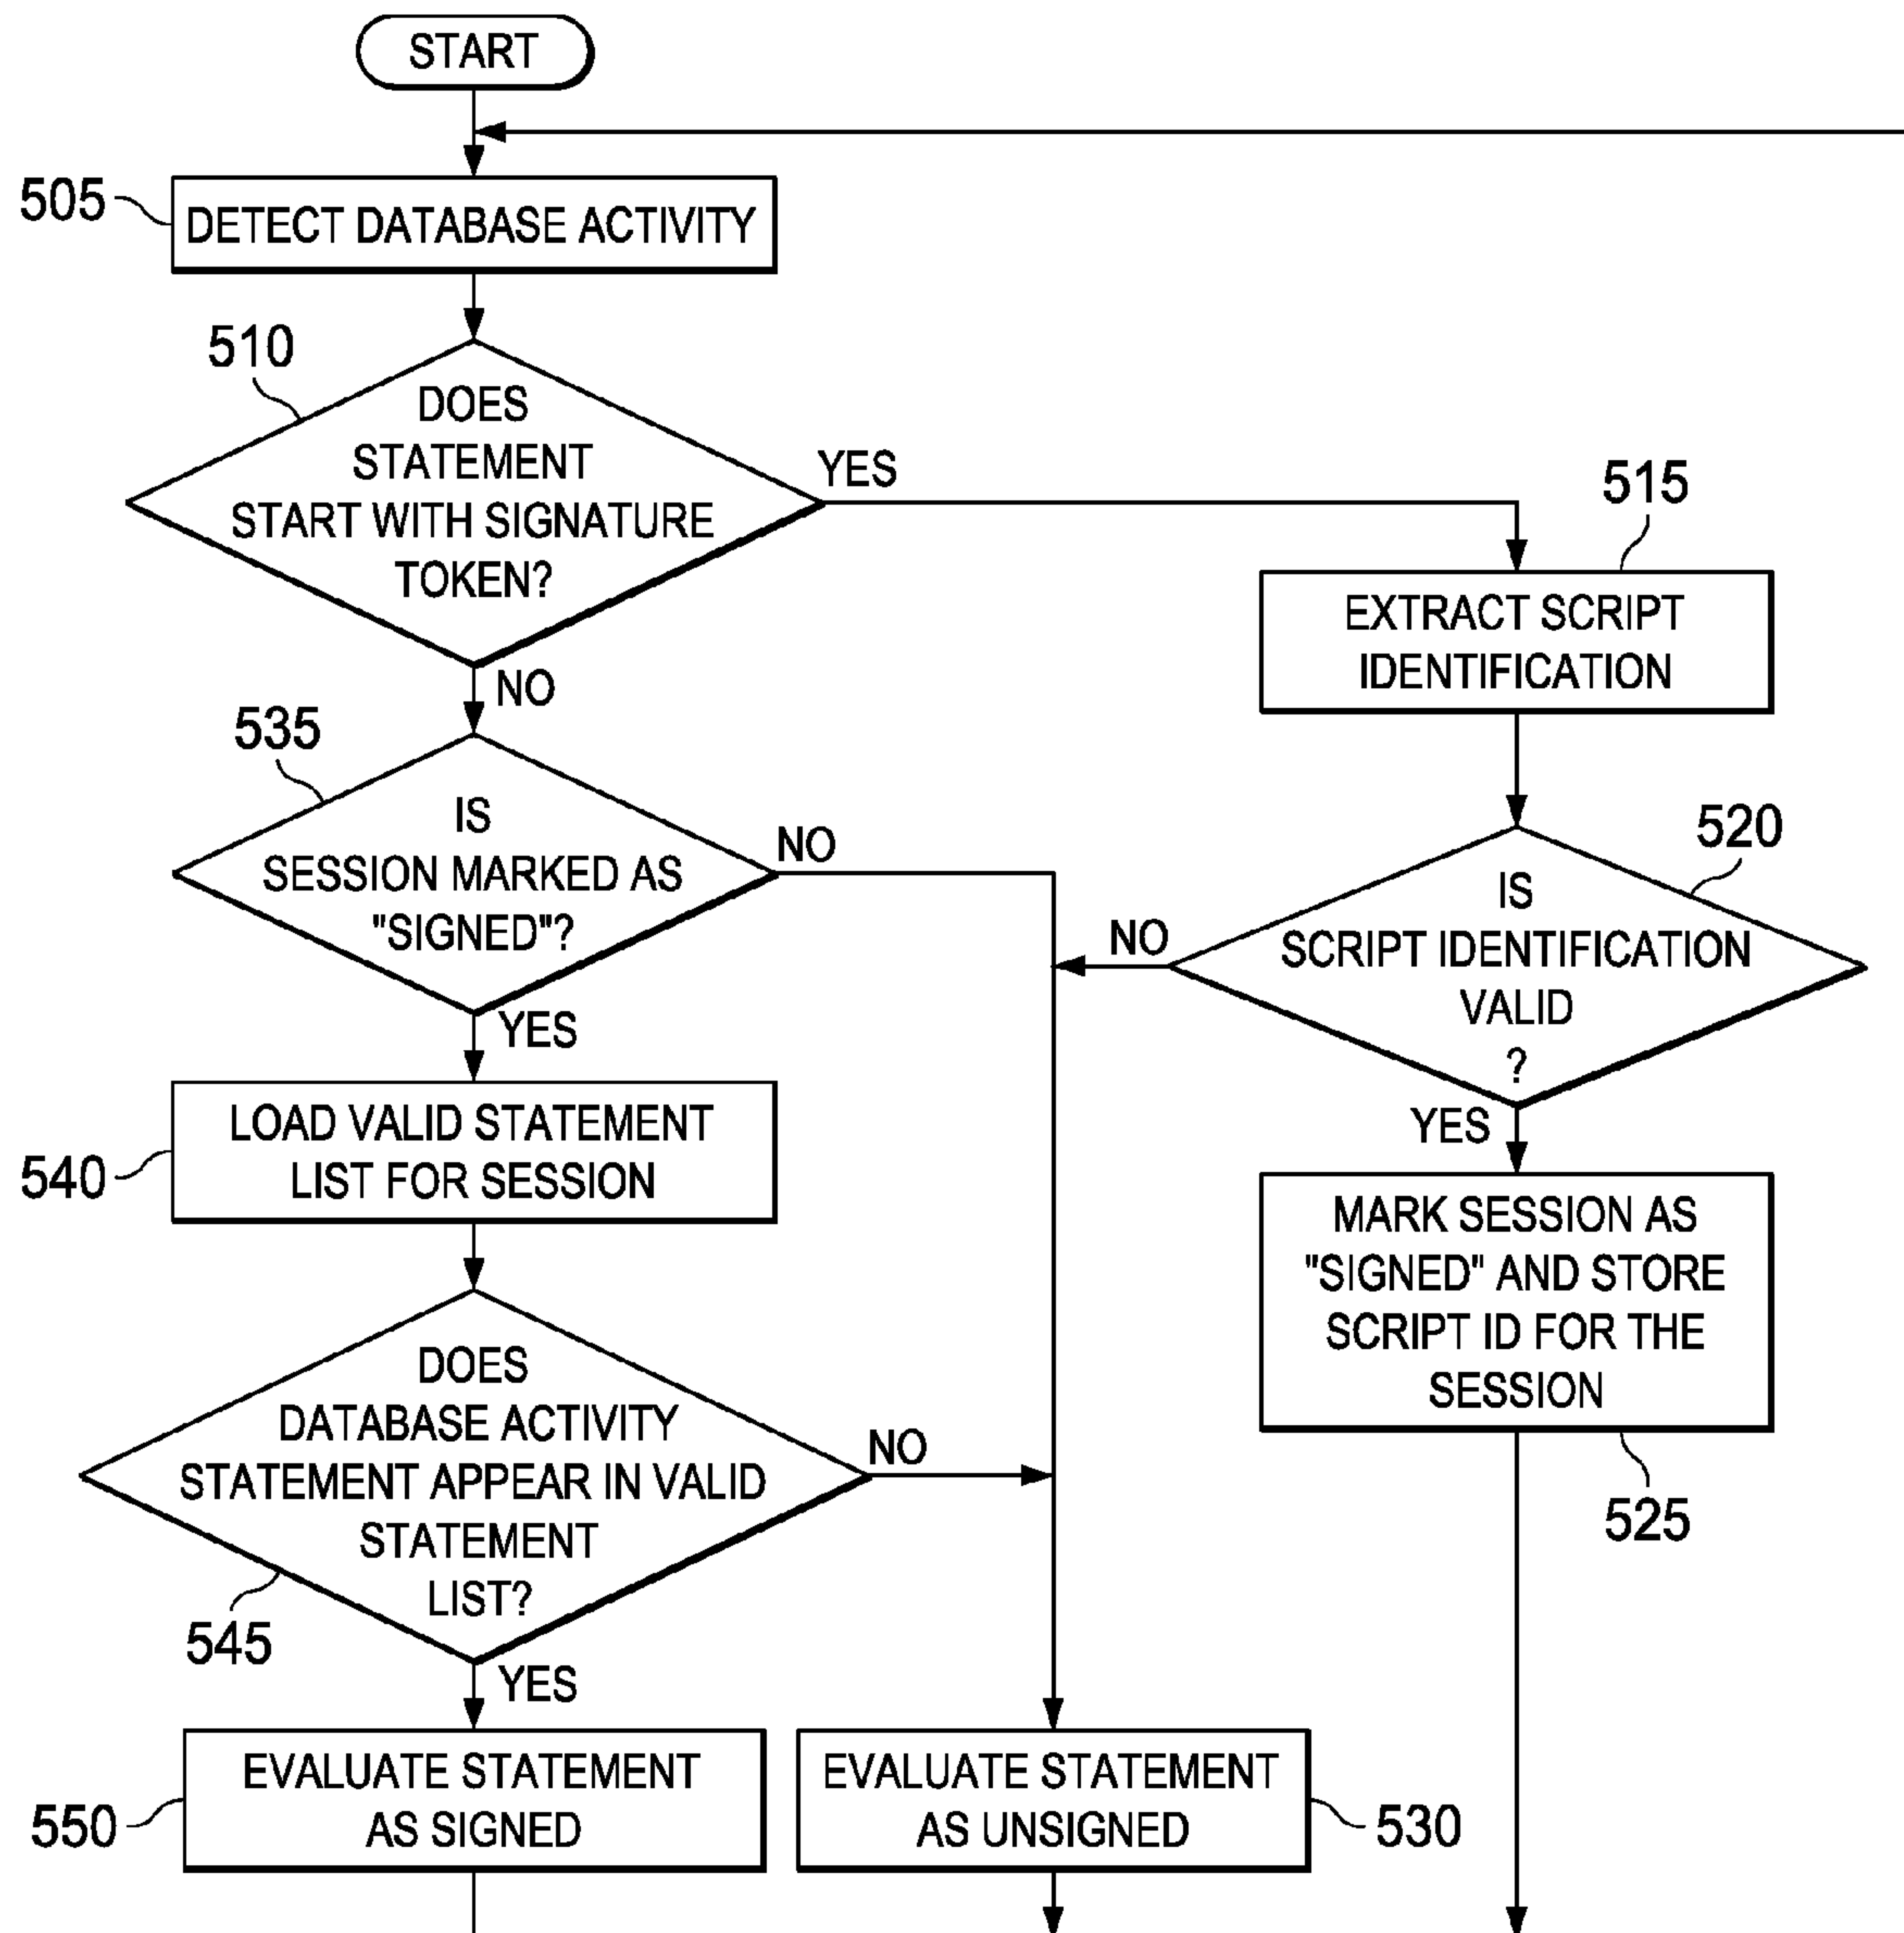 START
505
DETECT DATABASE ACTIVITY
510
DOES
STATEMENT
START WITH SIGNATURE
TOKEN?
YES
NO
515
EXTRACT SCRIPT
IDENTIFICATION
535
IS
SESSION MARKED AS
"SIGNED"?
NO
YES
520
IS
SCRIPT IDENTIFICATION
VALID
?
NO
YES
540
LOAD VALID STATEMENT
LIST FOR SESSION
MARK SESSION AS
"SIGNED" AND STORE
SCRIPT ID FOR THE
SESSION
525
DOES
DATABASE ACTIVITY
STATEMENT APPEAR IN VALID
STATEMENT
LIST?
NO
545
YES
550
EVALUATE STATEMENT
AS SIGNED
EVALUATE STATEMENT
AS UNSIGNED
530